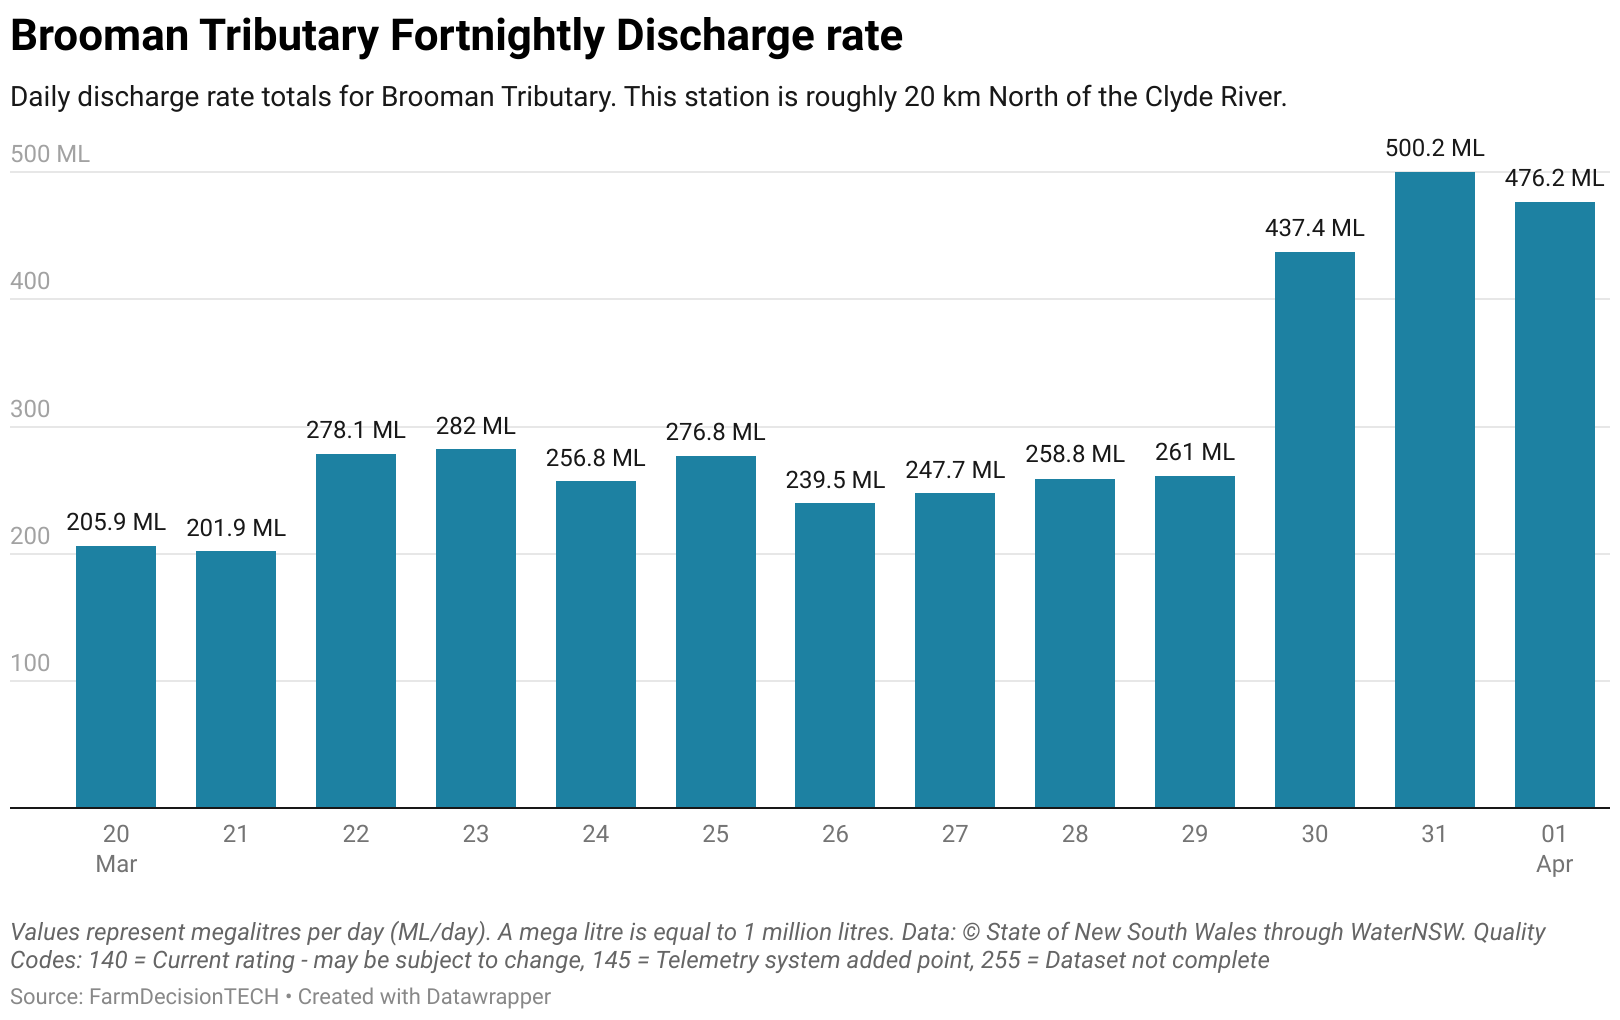 Brooman Tributary Fortnightly Discharge rate
Daily discharge rate totals for Brooman Tributary. This station is roughly 20 km North of the Clyde River.
500 ML
400
300
200
100
205.9 ML
201.9 ML
278.1 ML
282 ML
256.8 ML
276.8 ML
239.5 ML
247.7 ML
258.8 ML
261 ML
437.4 ML
500.2 ML
476.2 ML
20
Mar
21
22
23
24
25
26
27
28
29
30
31
01
Apr
Values represent megalitres per day (ML/day). A mega litre is equal to 1 million litres. Data: © State of New South Wales through WaterNSW. Quality
Codes: 140 = Current rating - may be subject to change, 145 = Telemetry system added point, 255 = Dataset not complete
Source: FarmDecisionTECH • Created with Datawrapper